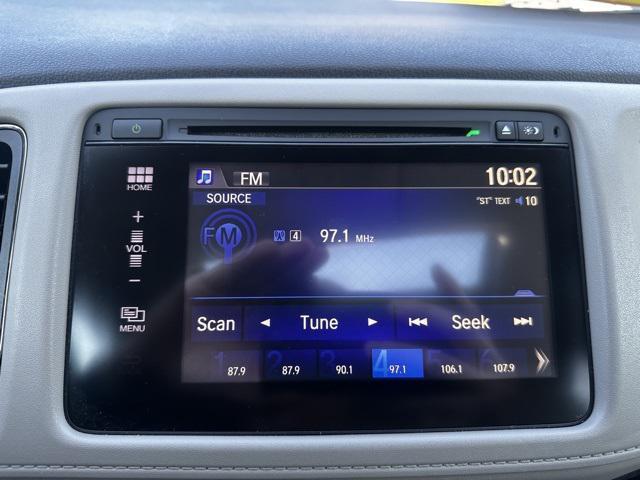 HOME
+
VOL
−
MENU
FM 10:02
SOURCE "ST" TEXT 10
FM 4 97.1 MHz
Scan Tune Seek
1 87.9 2 87.9 3 90.1 4 97.1 5 106.1 6 107.9